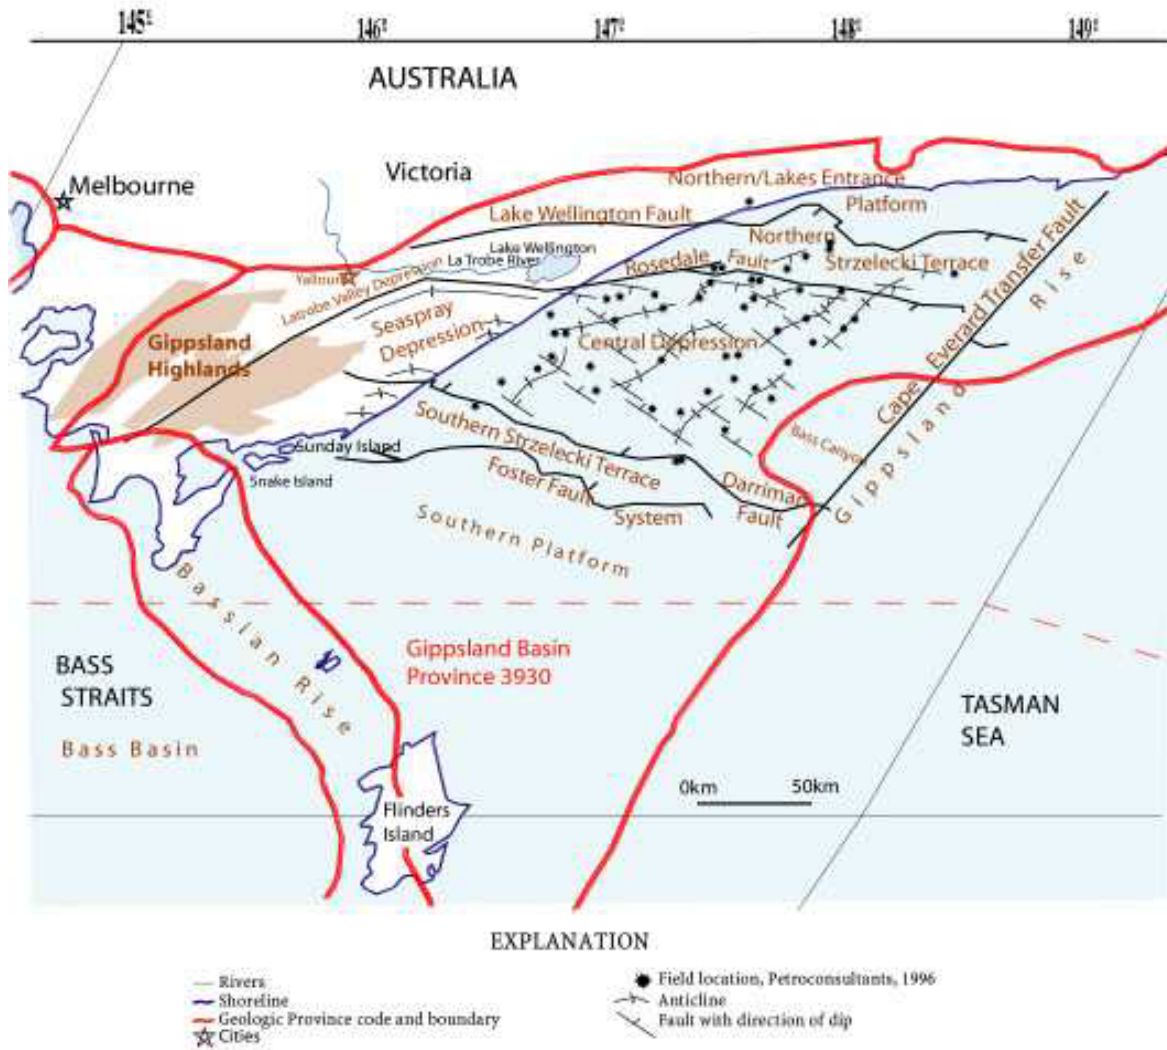 145° 146° 147° 148° 149°
AUSTRALIA
Melbourne
Victoria
Northern/Lakes Entrance
Platform
Lake Wellington Fault
Northern
Strzelecki Terrace
Lake Wellington
La Trobe River
Rosedale Fault
Yallourn
Latrobe Valley Depression
Seaspray
Depression
Gippsland
Highlands
Central Depression
Cape Everard Transfer Fault
Gippsland Rise
Bass Canyon
Southern Strzelecki Terrace
Sunday Island
Snake Island
Foster Fault
System
Darriman
Fault
Southern Platform
Bassian Rise
Gippsland Basin
Province 3930
BASS
STRAITS
Bass Basin
TASMAN
SEA
0km 50km
Flinders
Island
EXPLANATION
Rivers
Shoreline
Geologic Province code and boundary
Cities
Field location, Petroconsultants, 1996
Anticline
Fault with direction of dip